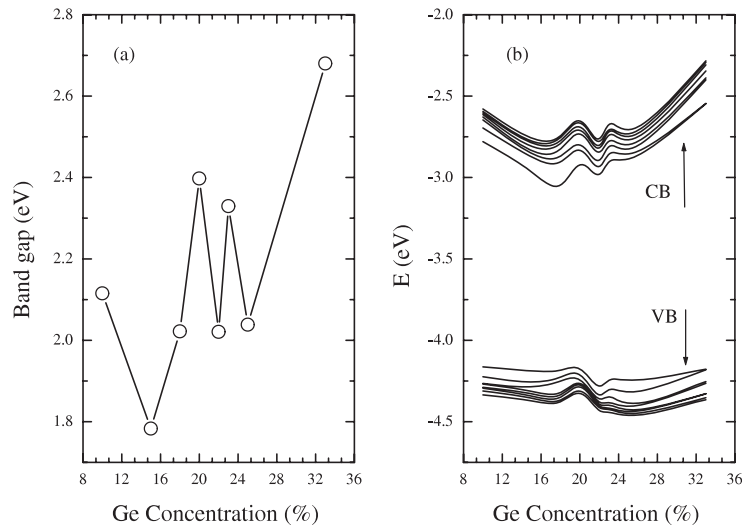 (a)
2.8
2.6
2.4
2.2
2.0
1.8
Band gap (eV)
8 12 16 20 24 28 32 36
Ge Concentration (%)
(b)
-2.0
-2.5
-3.0
-3.5
-4.0
-4.5
E (eV)
CB
VB
8 12 16 20 24 28 32 36
Ge Concentration (%)